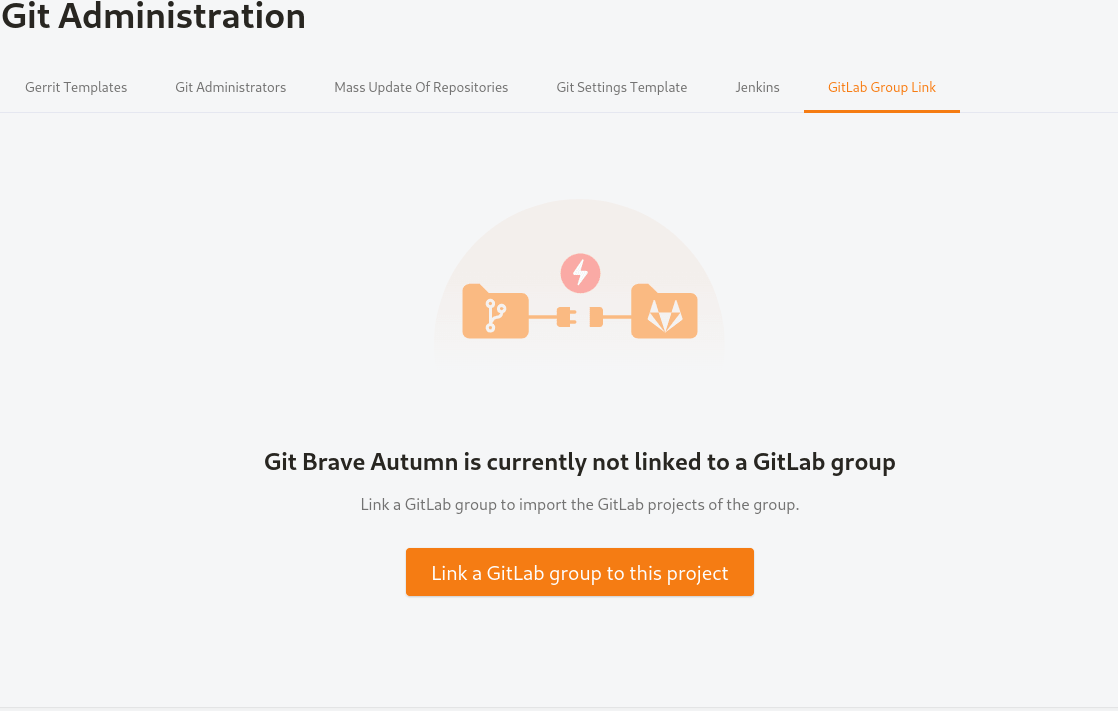 Git Administration
Gerrit Templates
Git Administrators
Mass Update Of Repositories
Git Settings Template
Jenkins
GitLab Group Link
Git Brave Autumn is currently not linked to a GitLab group
Link a GitLab group to import the GitLab projects of the group.
Link a GitLab group to this project